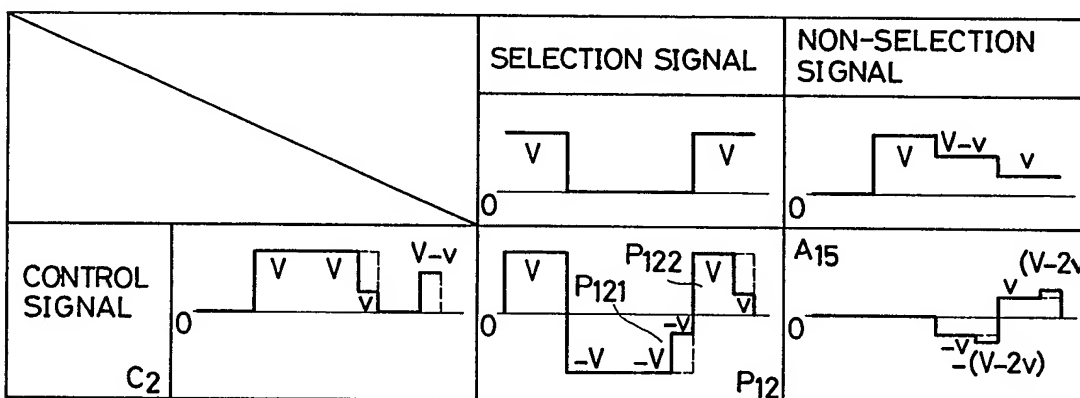 SELECTION SIGNAL
NON-SELECTION
SIGNAL
V V
0
V V-v v
0
CONTROL
SIGNAL
C2
V V v V-v
0
V P121 P122 V v
0
-V -V -v
P12
A15
v (V-2v
0
-v -(V-2v)